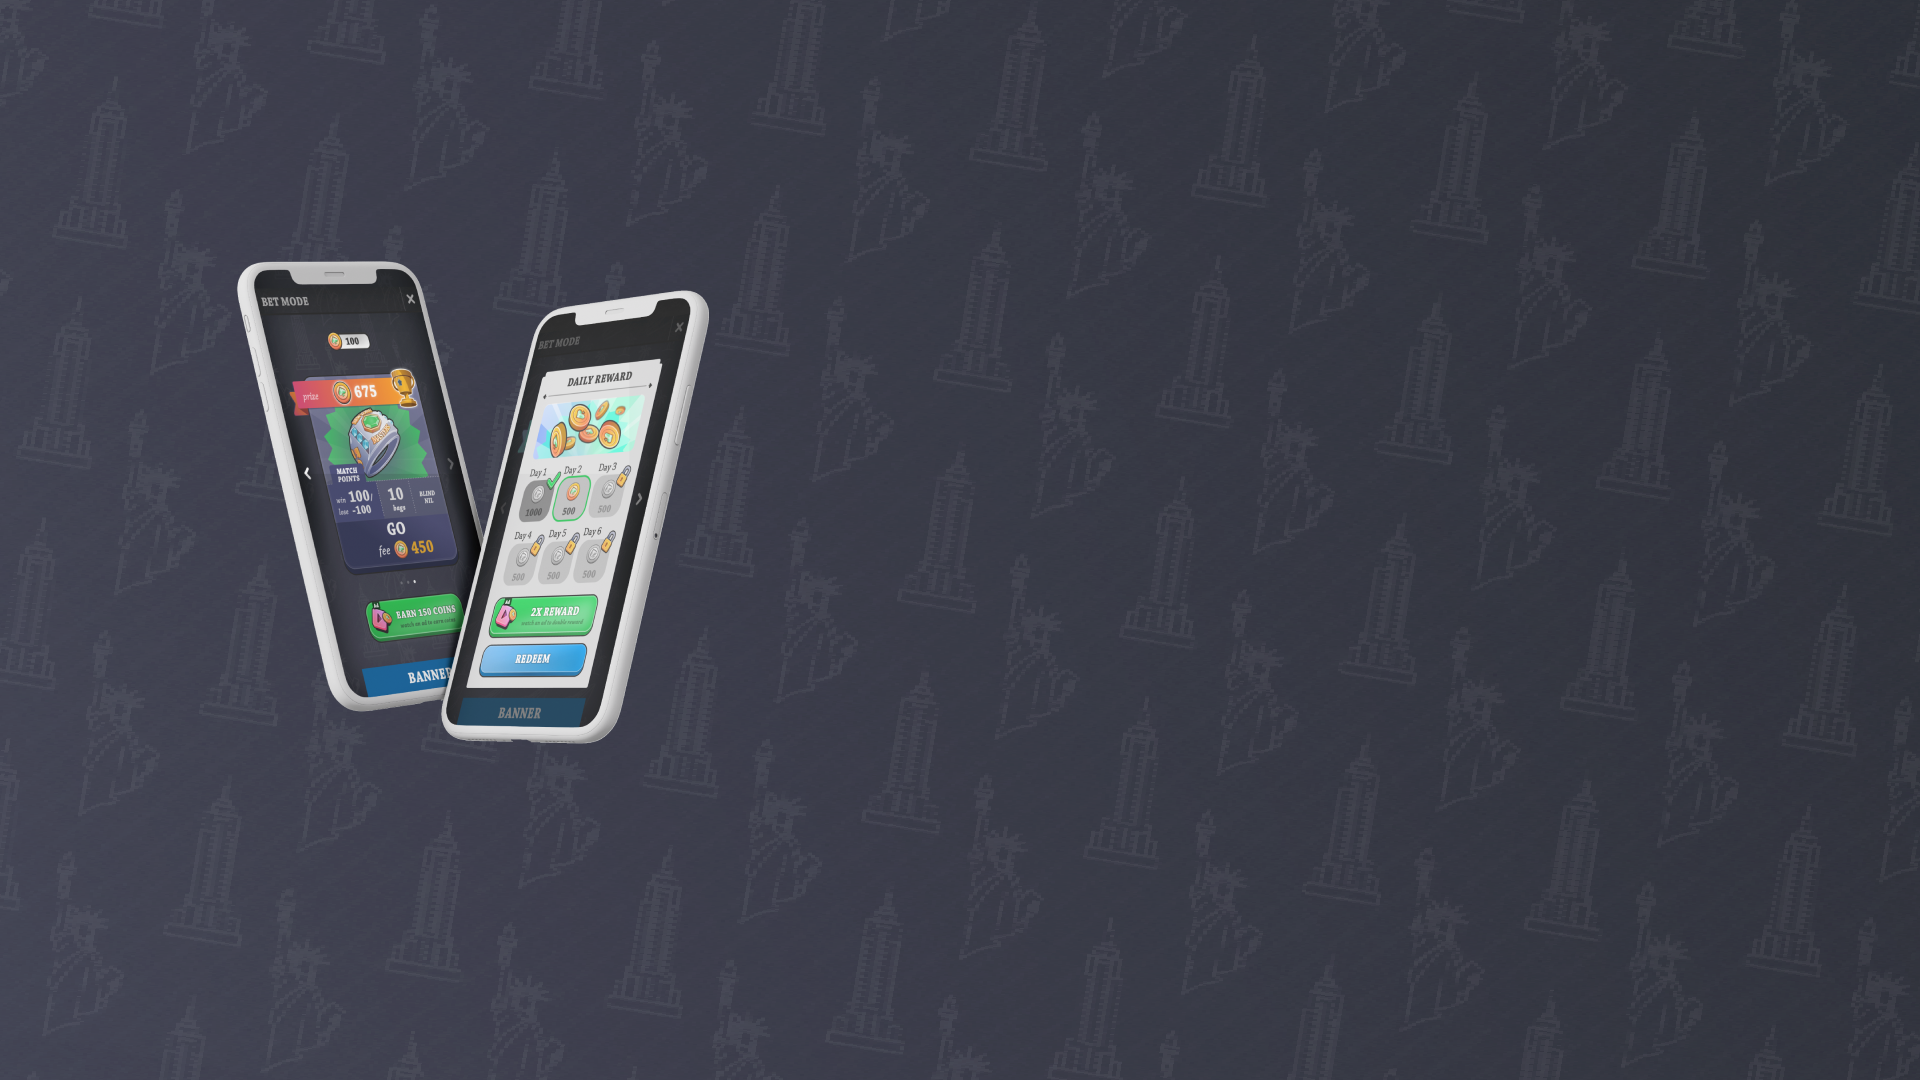 BET MODE
X
100
prize
675
MATCH
POINTS
win 100/
lose -100
10
bags
BLIND
NIL
GO
fee 450
EARN 150 COINS
watch an ad to earn coins
BANNER
BET MODE
X
DAILY REWARD
Day 1
Day 2
Day 3
1000
500
500
Day 4
Day 5
Day 6
500
500
500
2X REWARD
watch an ad to double reward
REDEEM
BANNER